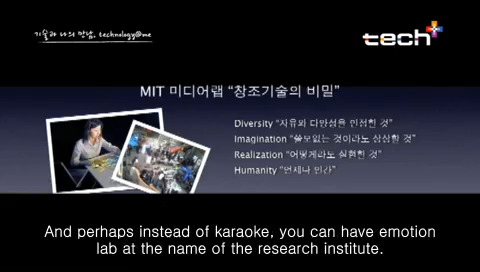 기술과 나의 만남, technology@me
tech+
MIT 미디어랩 “창조기술의 비밀”
Diversity “자유와 다양성을 인정한 것”
Imagination “쓸모없는 것이라도 상상한 것”
Realization “어떻게라도 실현한 것”
Humanity “언제나 인간”
And perhaps instead of karaoke, you can have emotion
lab at the name of the research institute.